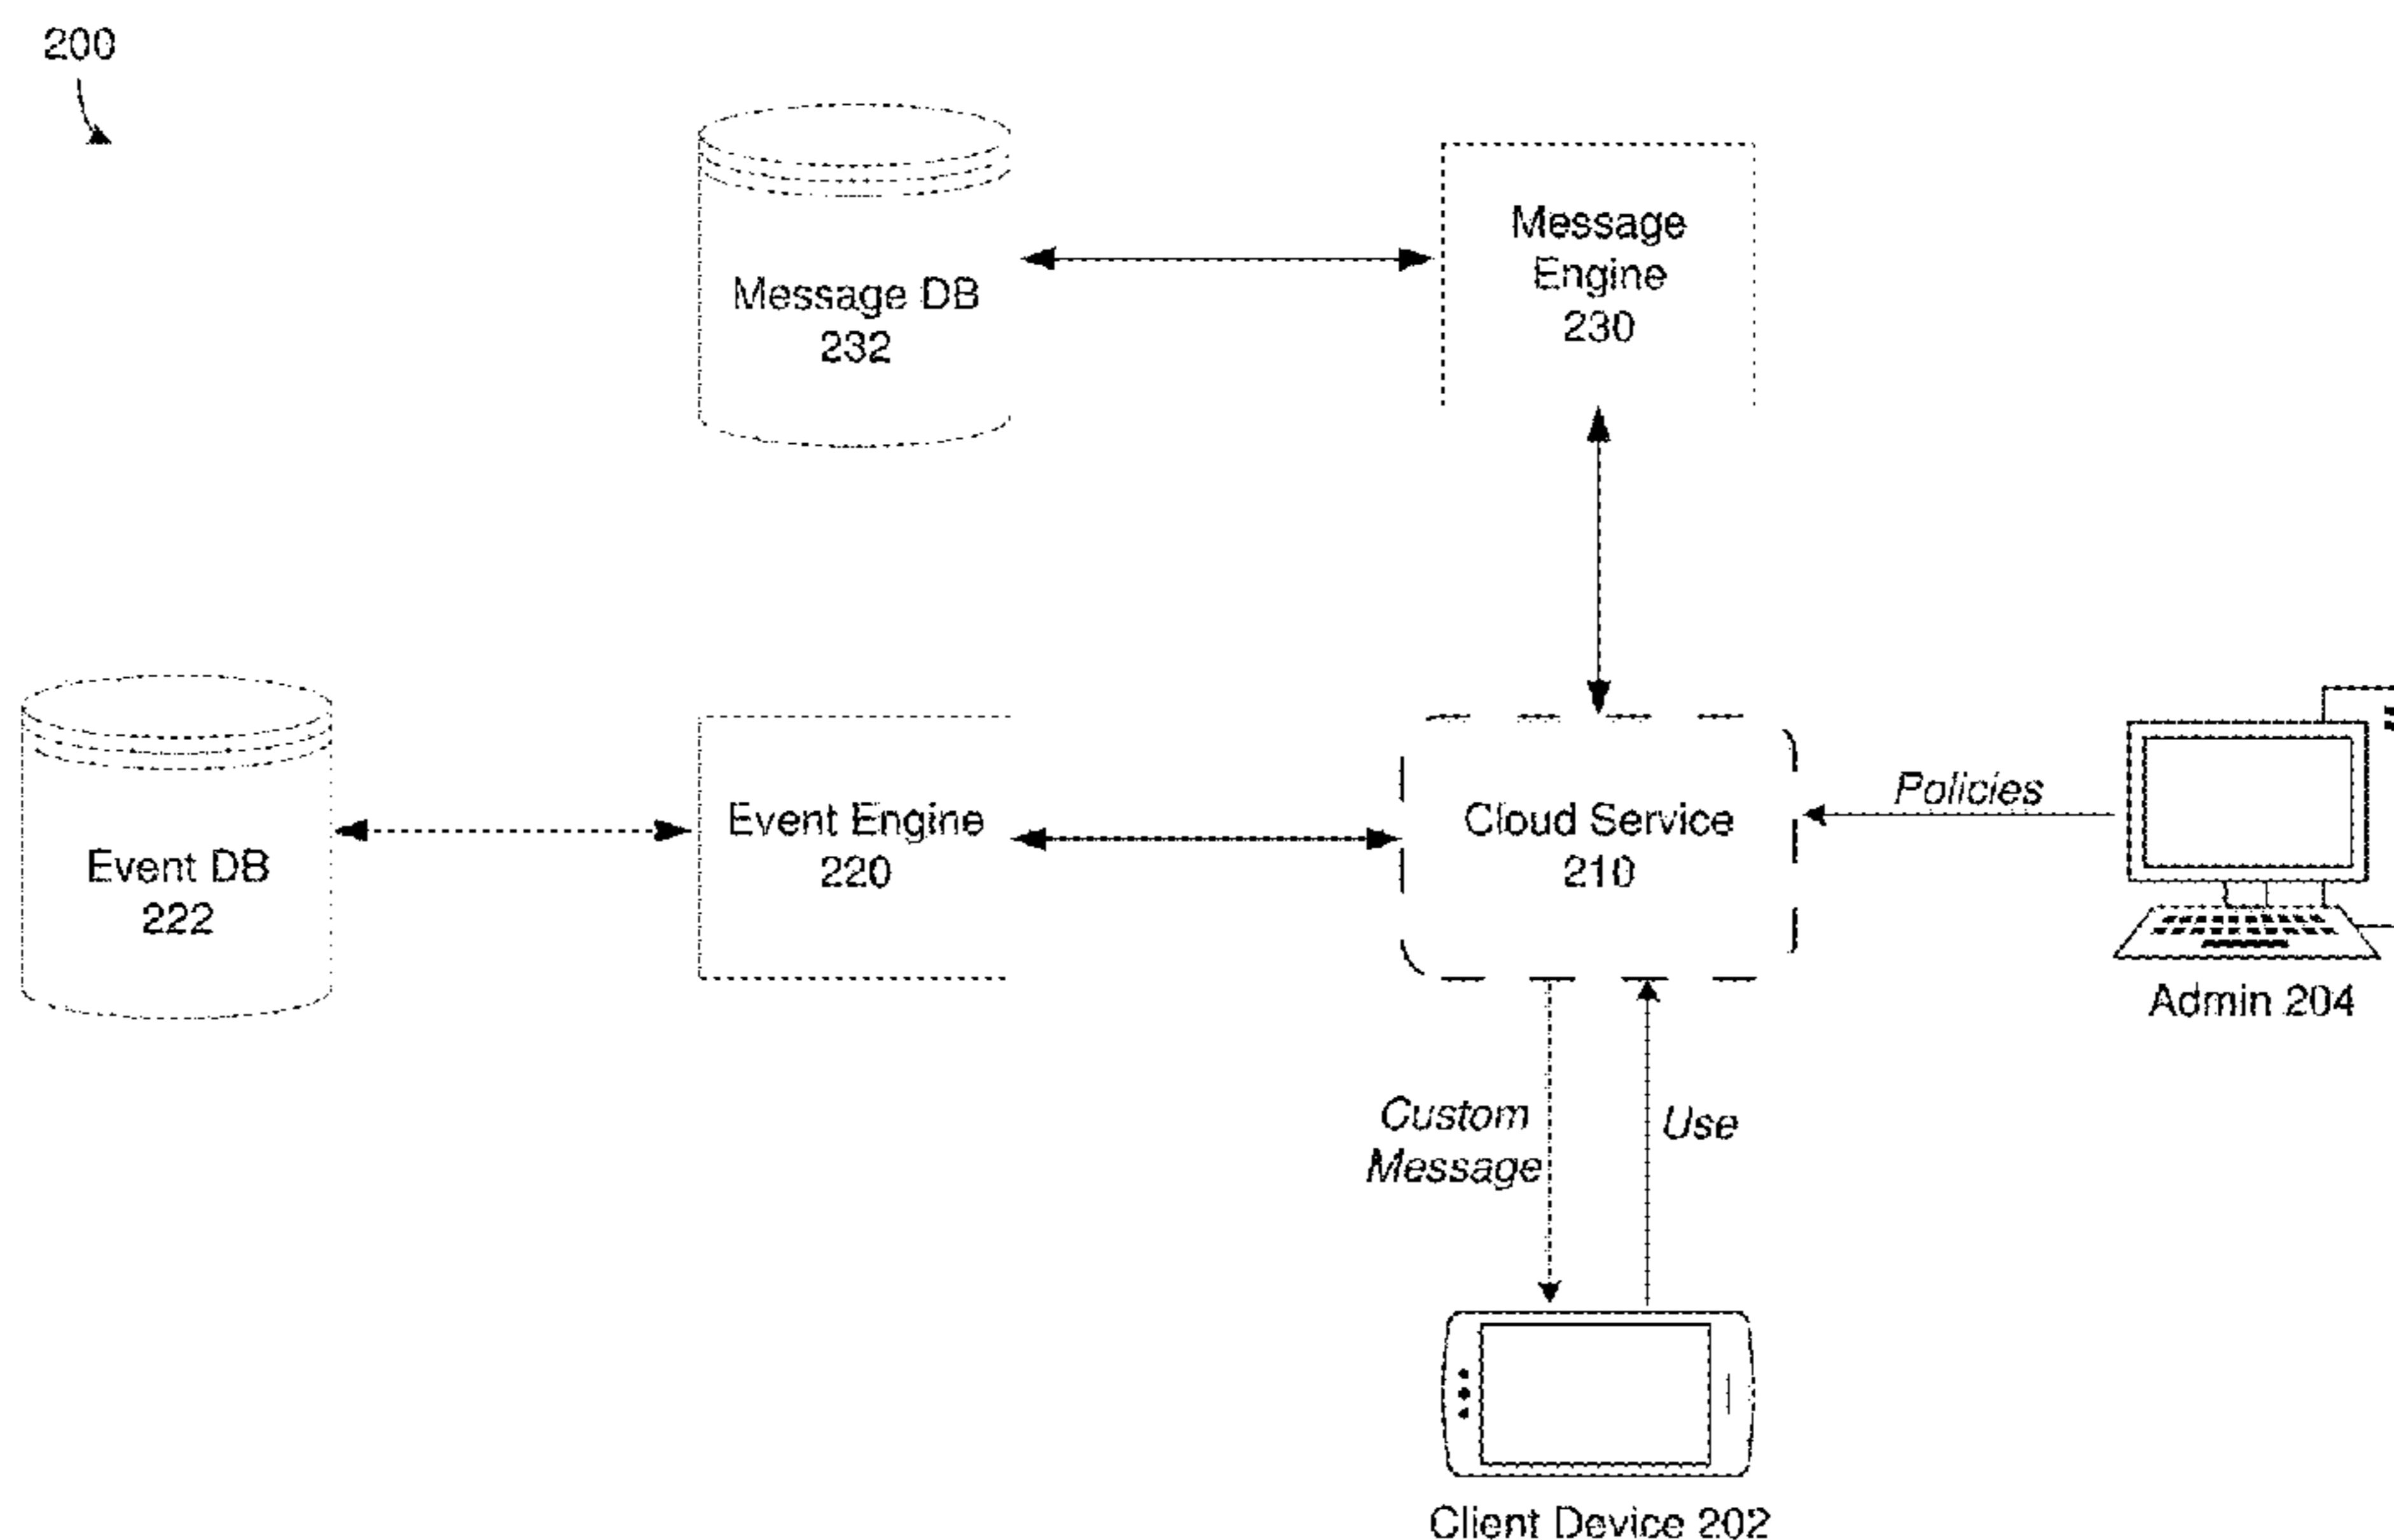 200
Message DB
232
Message
Engine
230
Event DB
222
Event Engine
220
Cloud Service
210
Policies
Admin 204
Custom
Message
Use
Client Device 202